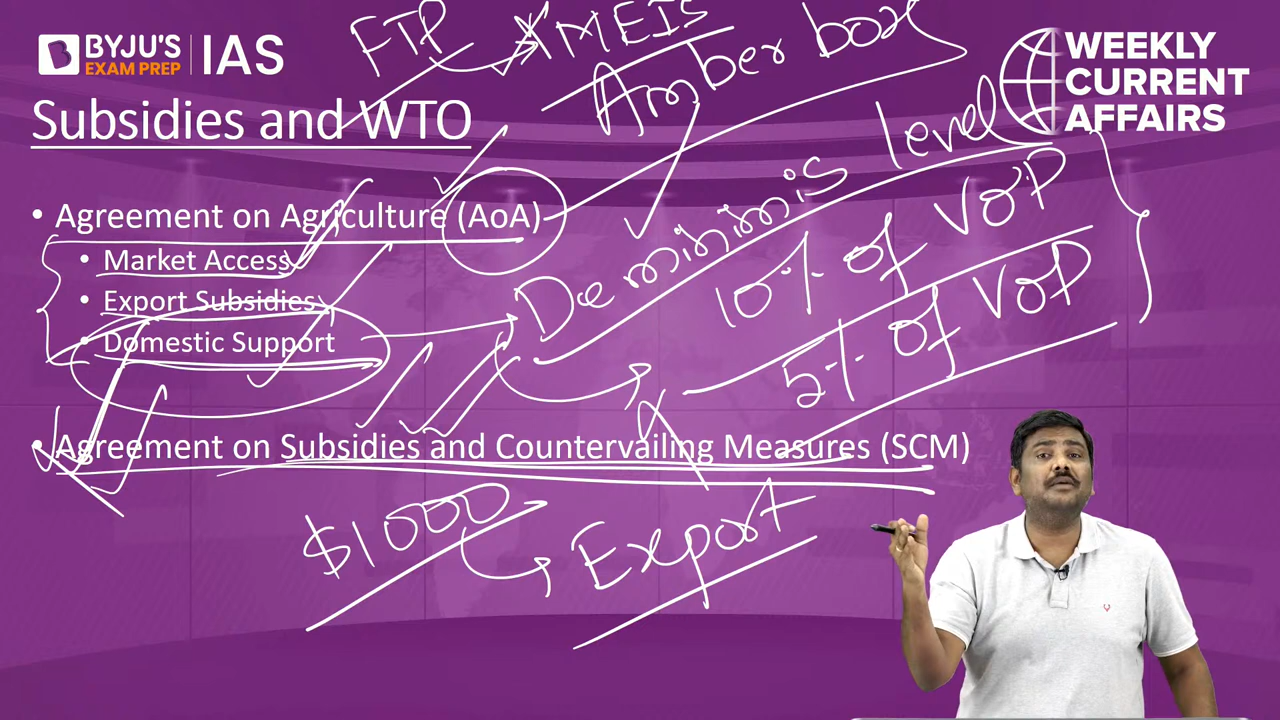 BYJU'S
EXAM PREP
IAS
FTP
MEIS
Amber box
WEEKLY
CURRENT
AFFAIRS
Subsidies and WTO
• Agreement on Agriculture (AoA)
• Market Access
• Export Subsidies
• Domestic Support
Deminimis level
10% of VOP
5% of VOP
• Agreement on Subsidies and Countervailing Measures (SCM)
$1000
Export